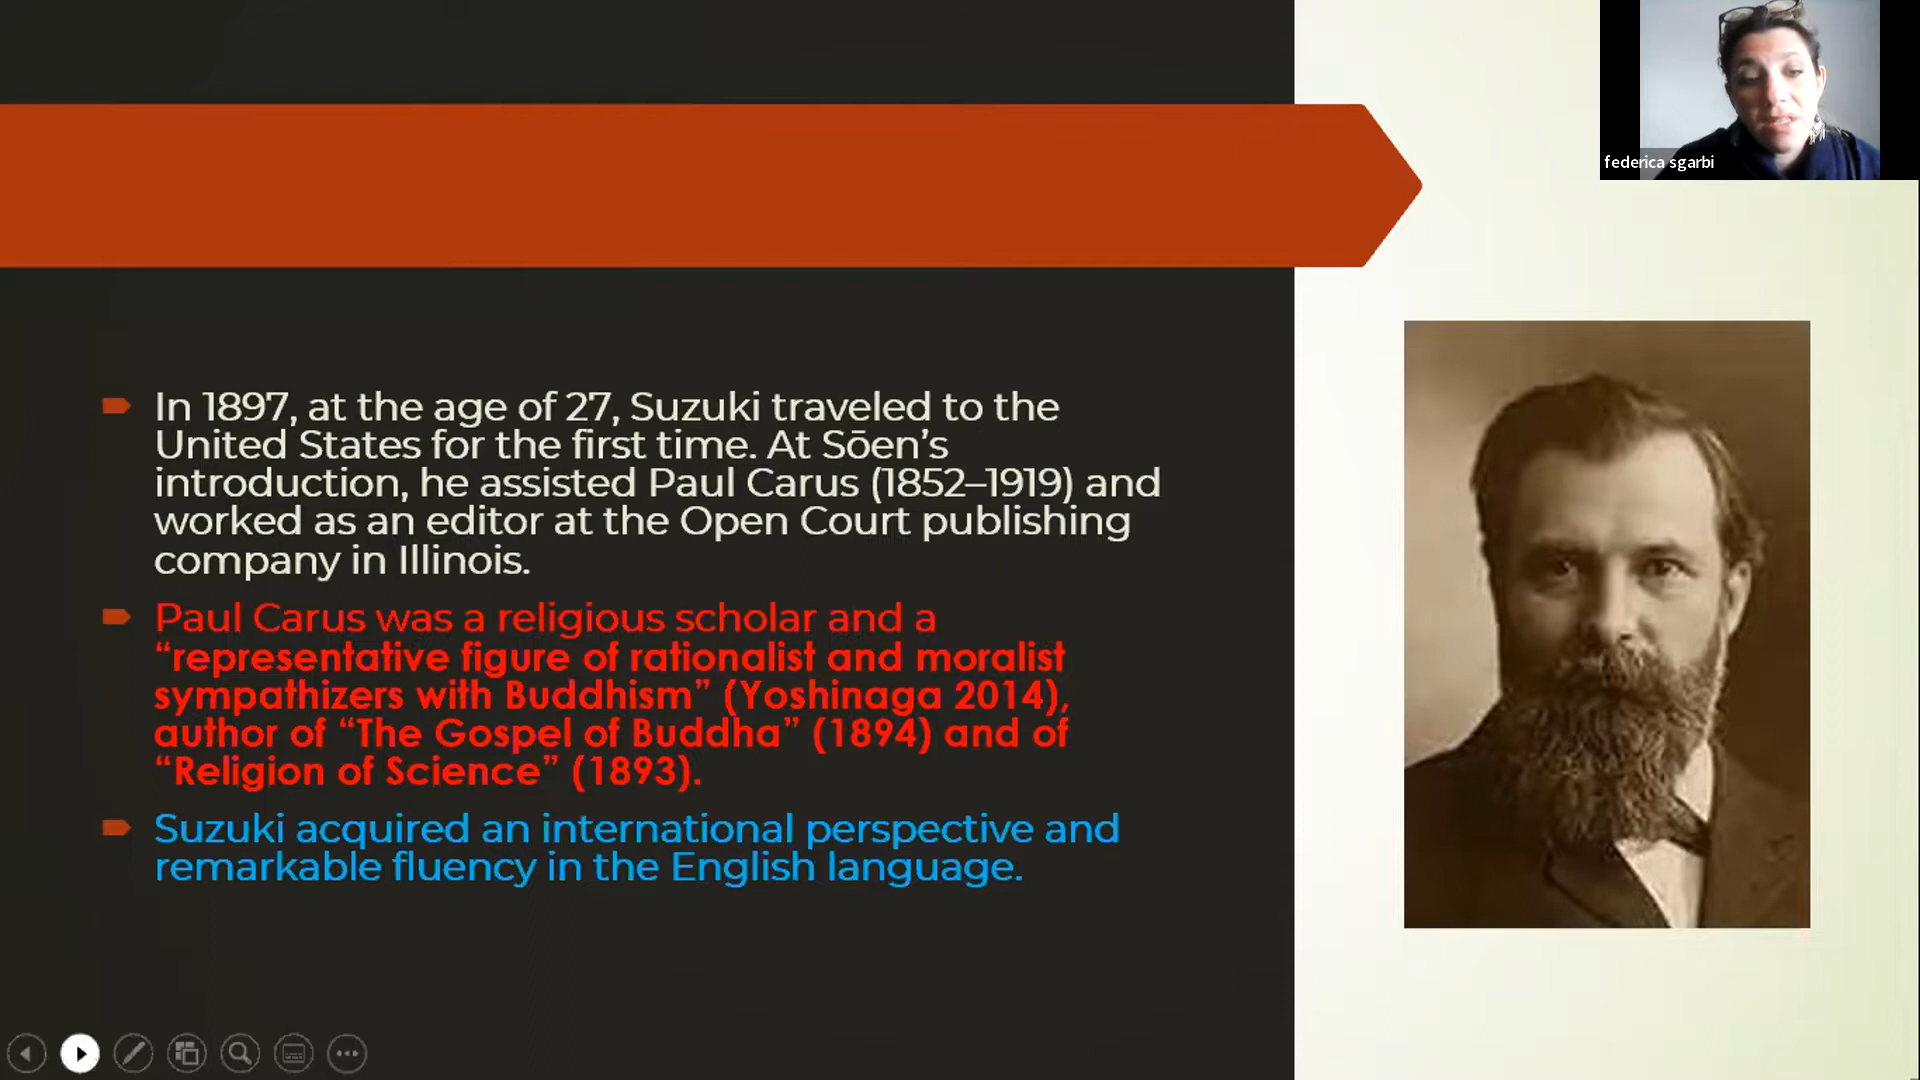 federica sgarbi
In 1897, at the age of 27, Suzuki traveled to the
United States for the first time. At Sōen’s
introduction, he assisted Paul Carus (1852–1919) and
worked as an editor at the Open Court publishing
company in Illinois.
Paul Carus was a religious scholar and a
“representative figure of rationalist and moralist
sympathizers with Buddhism” (Yoshinaga 2014),
author of “The Gospel of Buddha” (1894) and of
“Religion of Science” (1893).
Suzuki acquired an international perspective and
remarkable fluency in the English language.